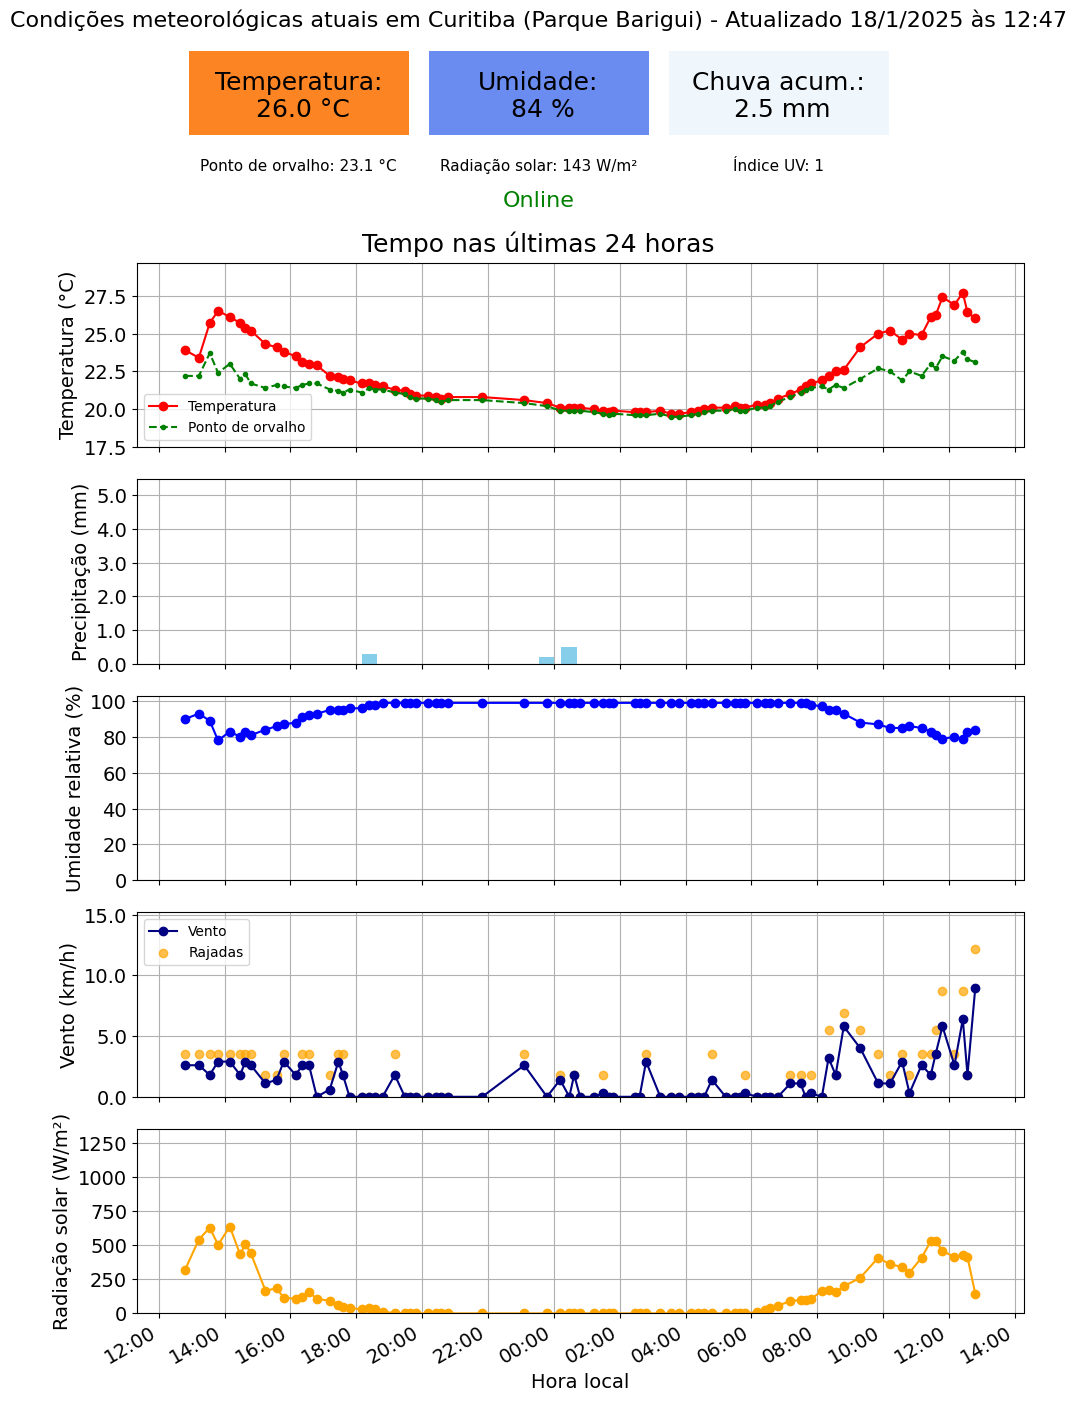 Condições meteorológicas atuais em Curitiba (Parque Barigui) - Atualizado 18/1/2025 às 12:47
Temperatura:
26.0 °C
Umidade:
84 %
Chuva acum.:
2.5 mm
Ponto de orvalho: 23.1 °C
Radiação solar: 143 W/m²
Índice UV: 1
Online
Tempo nas últimas 24 horas
Temperatura (°C)
27.5
25.0
22.5
20.0
17.5
Temperatura
Ponto de orvalho
Precipitação (mm)
5.0
4.0
3.0
2.0
1.0
0.0
Umidade relativa (%)
100
80
60
40
20
0
Vento (km/h)
15.0
10.0
5.0
0.0
Vento
Rajadas
Radiação solar (W/m²)
1250
1000
750
500
250
0
12:00 14:00 16:00 18:00 20:00 22:00 00:00 02:00 04:00 06:00 08:00 10:00 12:00 14:00
Hora local